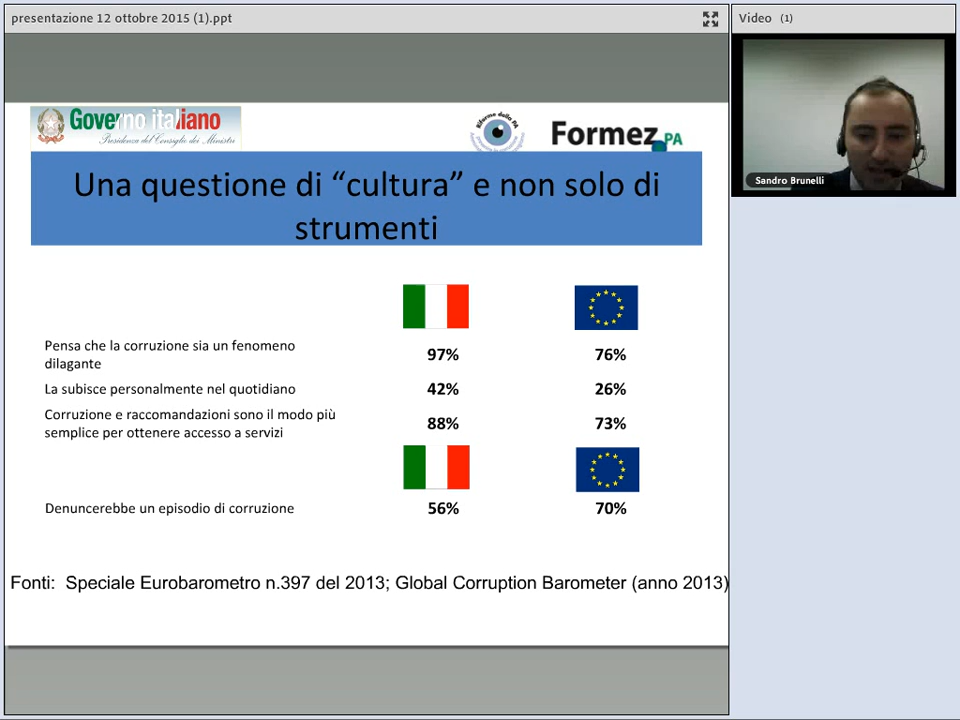 presentazione 12 ottobre 2015 (1).ppt
Video (1)
Sandro Brunelli
Governo italiano
Presidenza del Consiglio dei Ministri
Riforme della PA
Formez PA
Una questione di “cultura” e non solo di
strumenti
Pensa che la corruzione sia un fenomeno
dilagante
97% 76%
La subisce personalmente nel quotidiano 42% 26%
Corruzione e raccomandazioni sono il modo più
semplice per ottenere accesso a servizi
88% 73%
Denuncerebbe un episodio di corruzione 56% 70%
Fonti: Speciale Eurobarometro n.397 del 2013; Global Corruption Barometer (anno 2013)